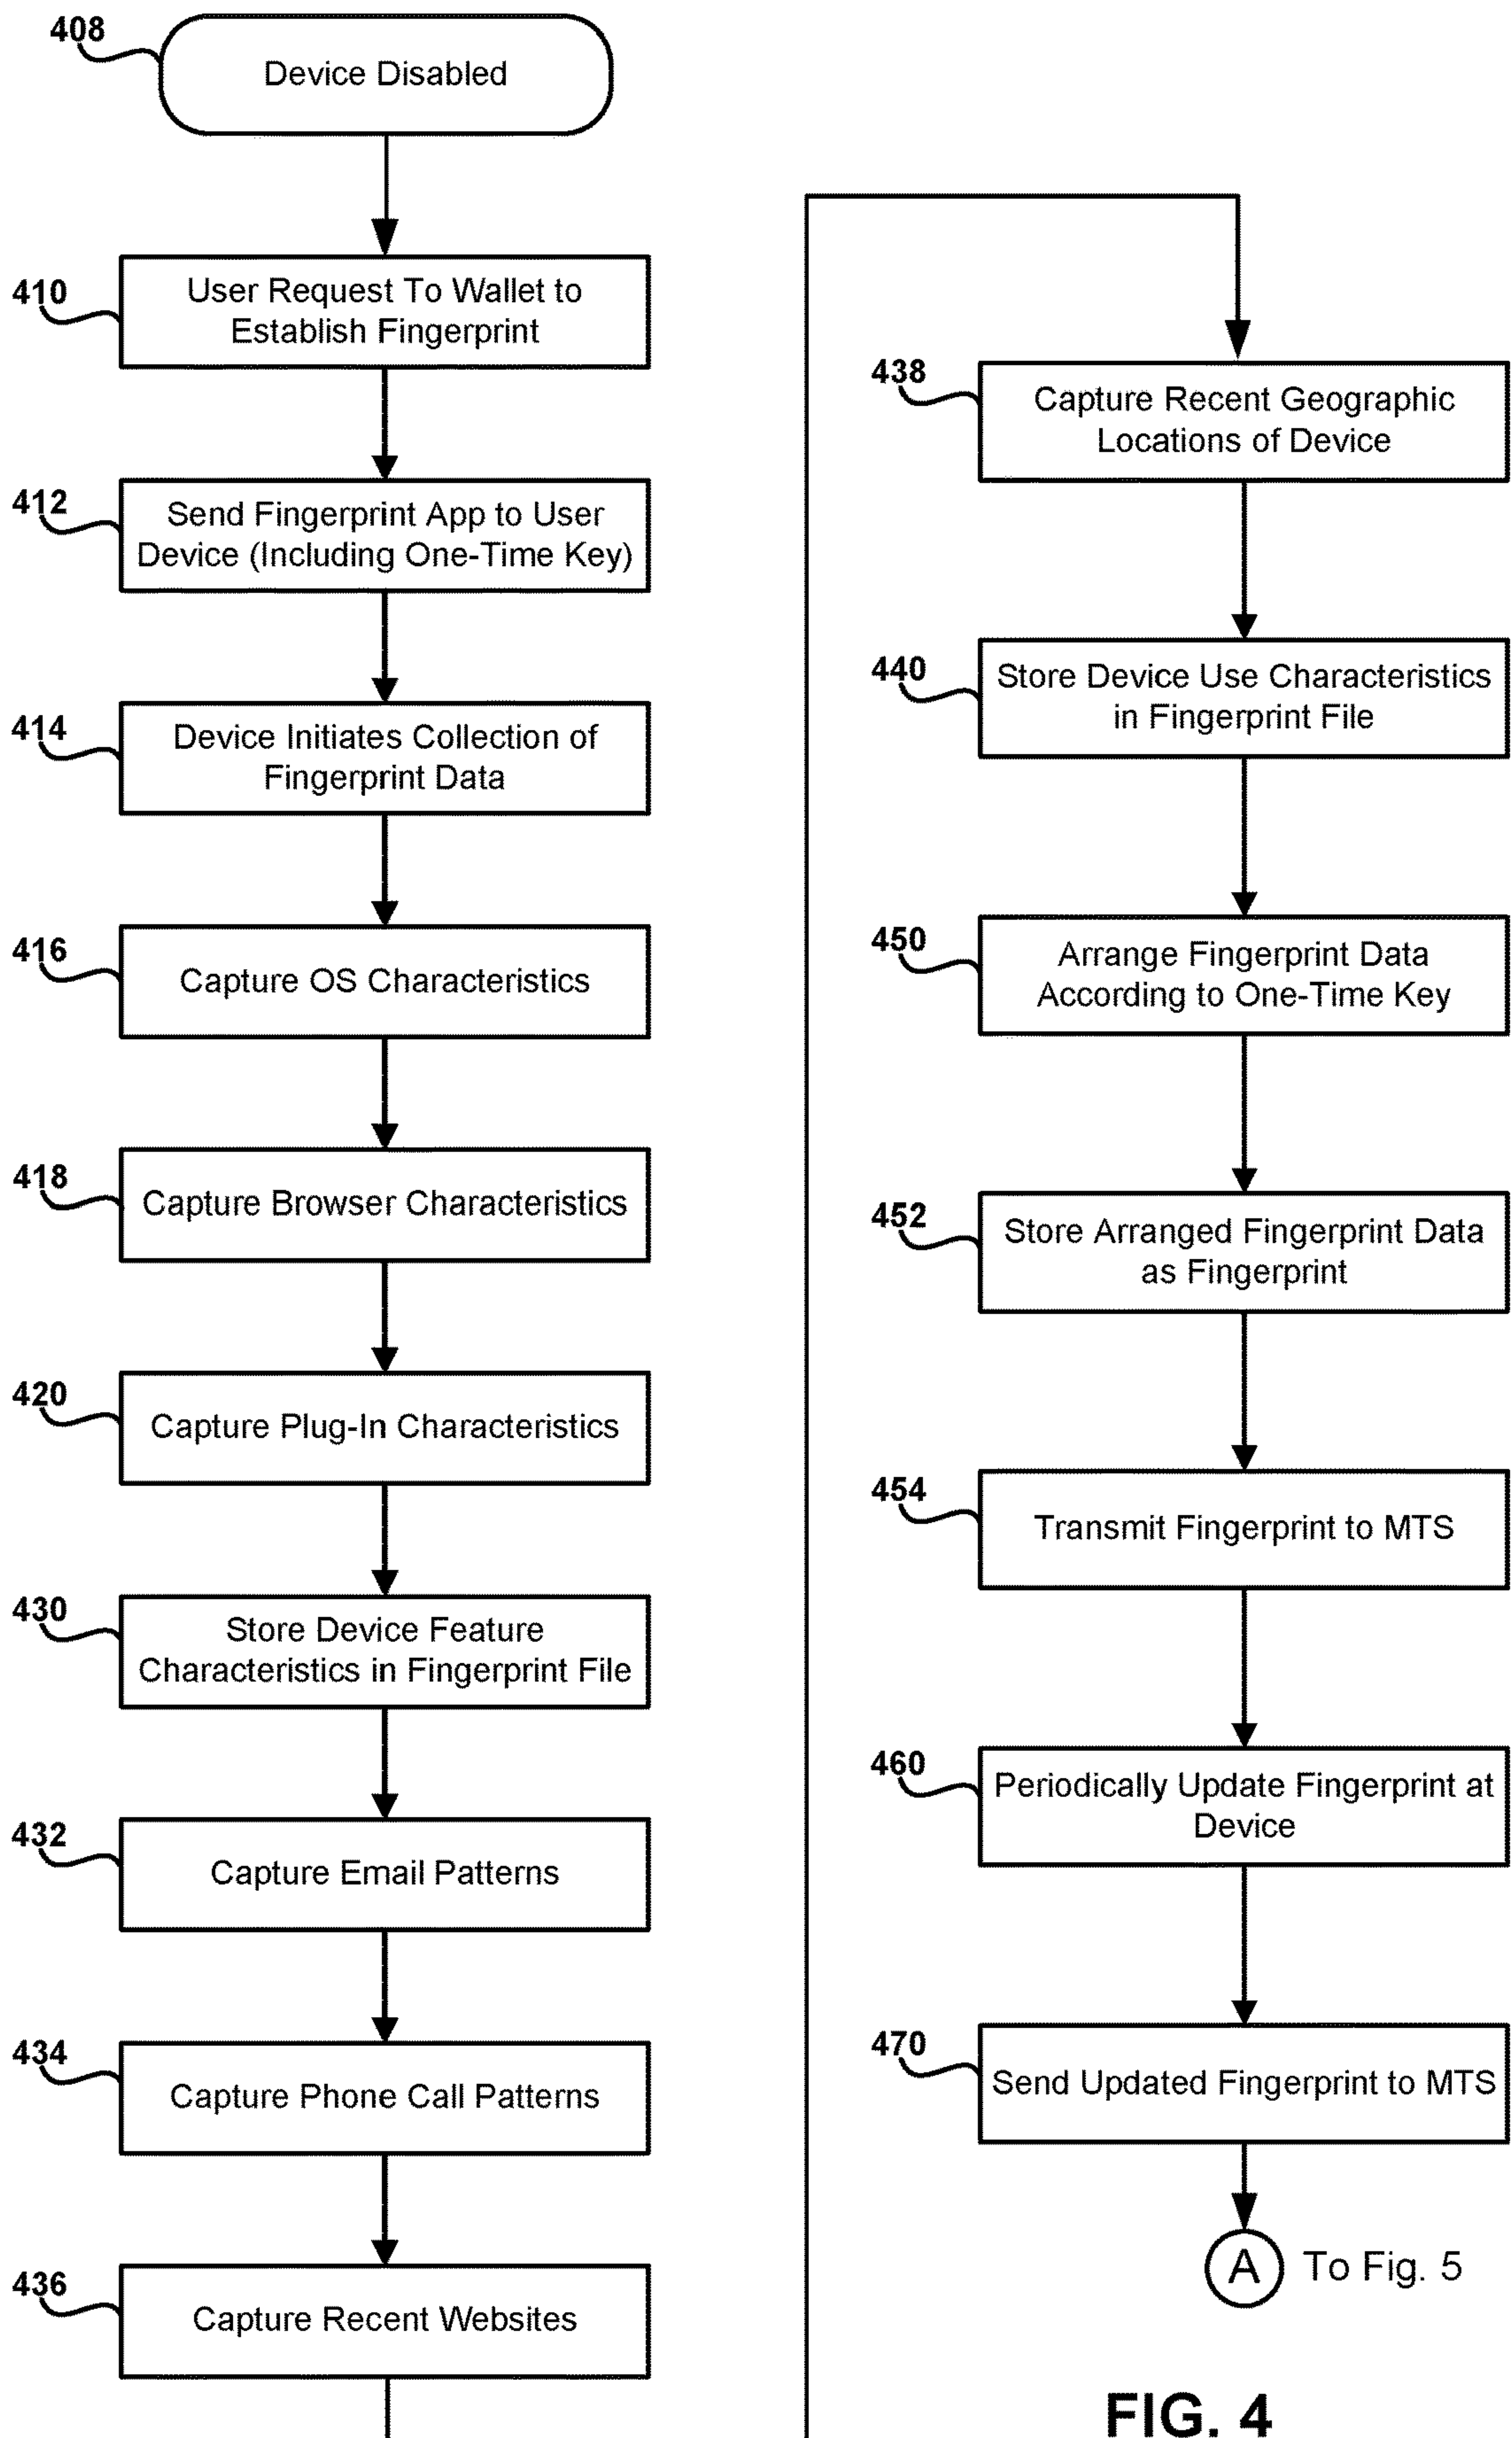 408
Device Disabled
410
User Request To Wallet to
Establish Fingerprint
412
Send Fingerprint App to User
Device (Including One-Time Key)
414
Device Initiates Collection of
Fingerprint Data
416
Capture OS Characteristics
418
Capture Browser Characteristics
420
Capture Plug-In Characteristics
430
Store Device Feature
Characteristics in Fingerprint File
432
Capture Email Patterns
434
Capture Phone Call Patterns
436
Capture Recent Websites
438
Capture Recent Geographic
Locations of Device
440
Store Device Use Characteristics
in Fingerprint File
450
Arrange Fingerprint Data
According to One-Time Key
452
Store Arranged Fingerprint Data
as Fingerprint
454
Transmit Fingerprint to MTS
460
Periodically Update Fingerprint at
Device
470
Send Updated Fingerprint to MTS
A To Fig. 5
FIG. 4